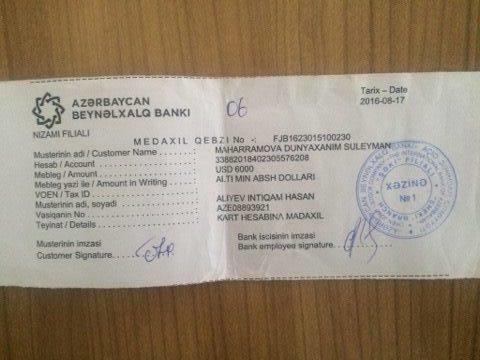 AZƏRBAYCAN
BEYNƏLXALQ BANKI
Tarix – Date
2016-08-17
06
NIZAMI FILIALI
MEDAXIL QEBZI No -: FJB1623015100230
Musterinin adi / Customer Name MAHARRAMOVA DUNYAXANIM SULEYMAN
Hesab / Account 33882018402305576208
Mebleg / Amount USD 6000
Mebleg yazi ile / Amount in Writing ALTI MIN ABSH DOLLARI
VOEN / Tax ID
Musterinin adi, soyadi ALIYEV INTIQAM HASAN
Vasiqanin No AZE08893921
Teyinat / Details KART HESABINA MADAXIL
Musterinin imzasi
Customer Signature
Bank iscisinin imzasi
Bank employee signature
XƏZİNƏ
№1